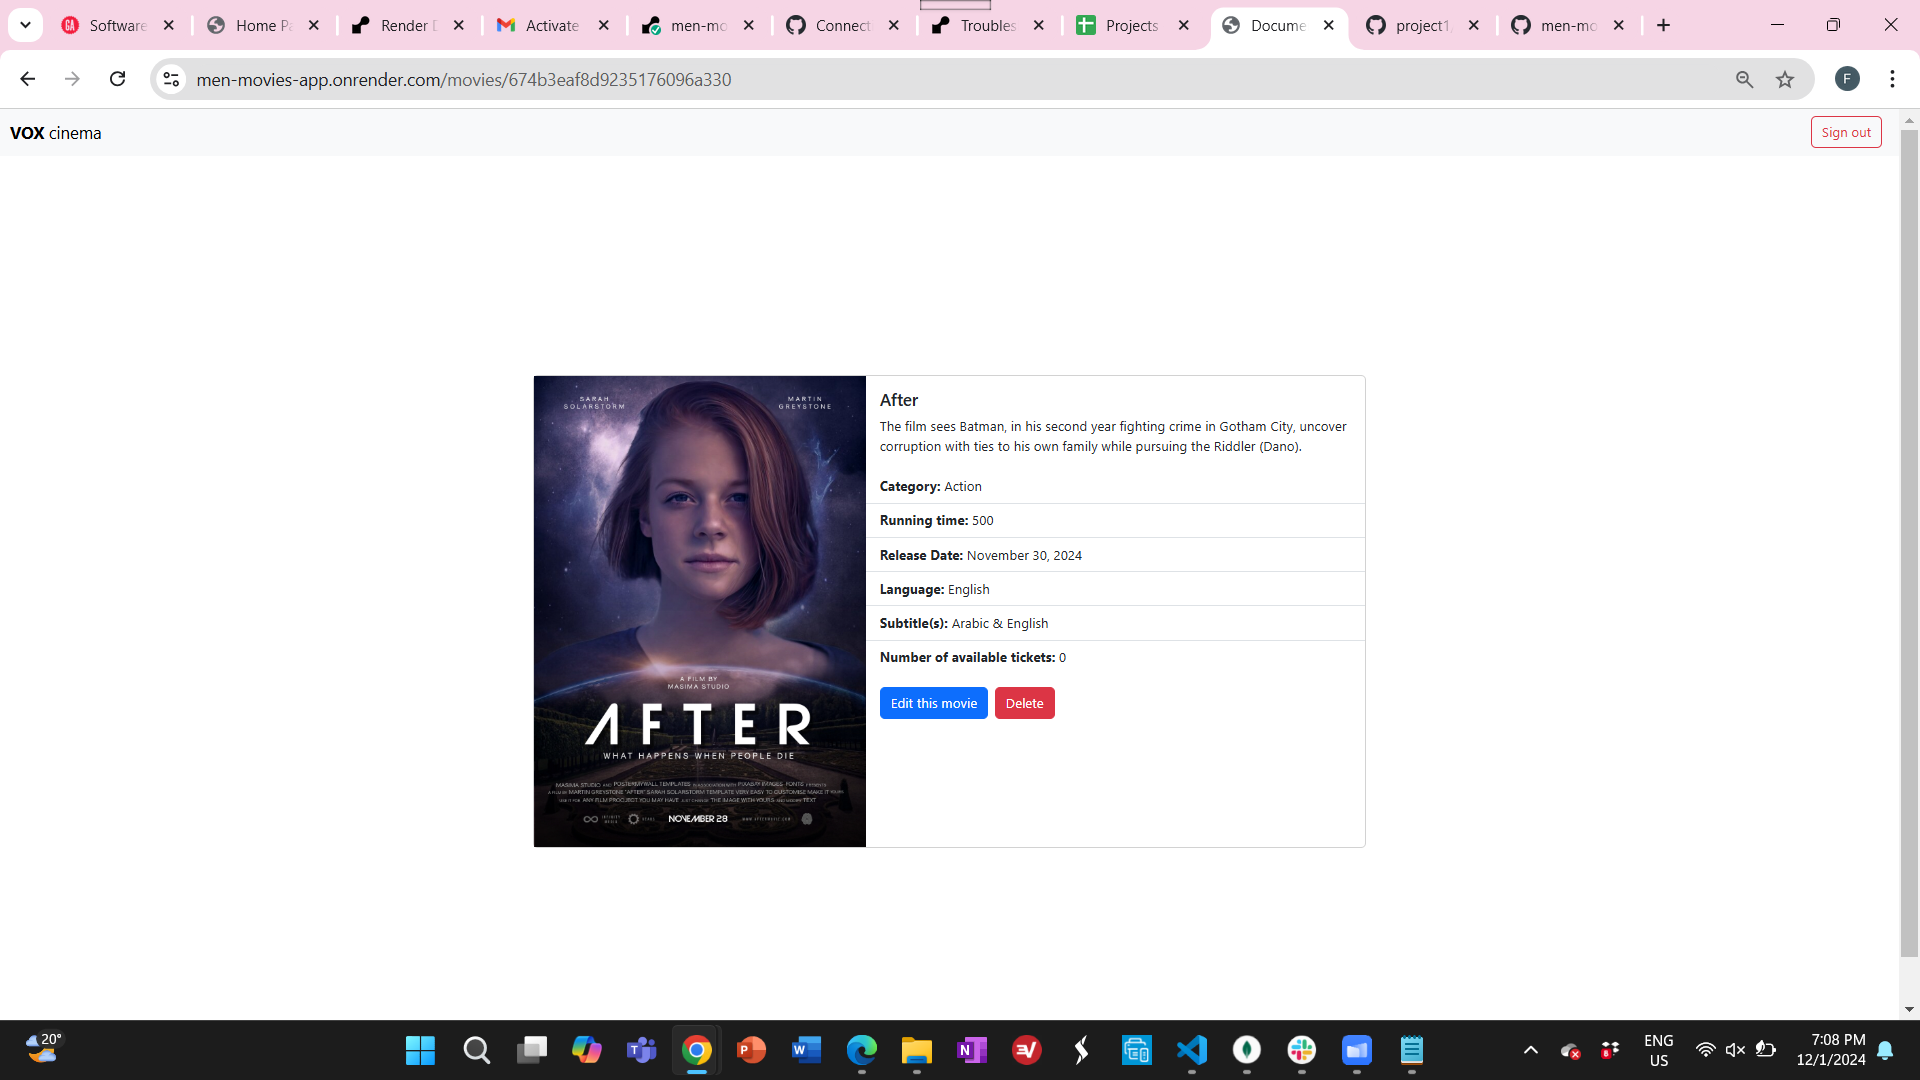 Software
Home Pa
Render D
Activate
men-mo
Connect
Troubles
Projects
Docume
project1
men-mo
men-movies-app.onrender.com/movies/674b3eaf8d9235176096a330
F
VOX cinema
Sign out
SARAH SOLARSTORM
MARTIN GREYSTONE
A FILM BY
MASIMA STUDIO
AFTER
WHAT HAPPENS WHEN PEOPLE DIE
NOVEMBER 28
After
The film sees Batman, in his second year fighting crime in Gotham City, uncover
corruption with ties to his own family while pursuing the Riddler (Dano).
Category: Action
Running time: 500
Release Date: November 30, 2024
Language: English
Subtitle(s): Arabic & English
Number of available tickets: 0
Edit this movie
Delete
20°
ENG
US
7:08 PM
12/1/2024